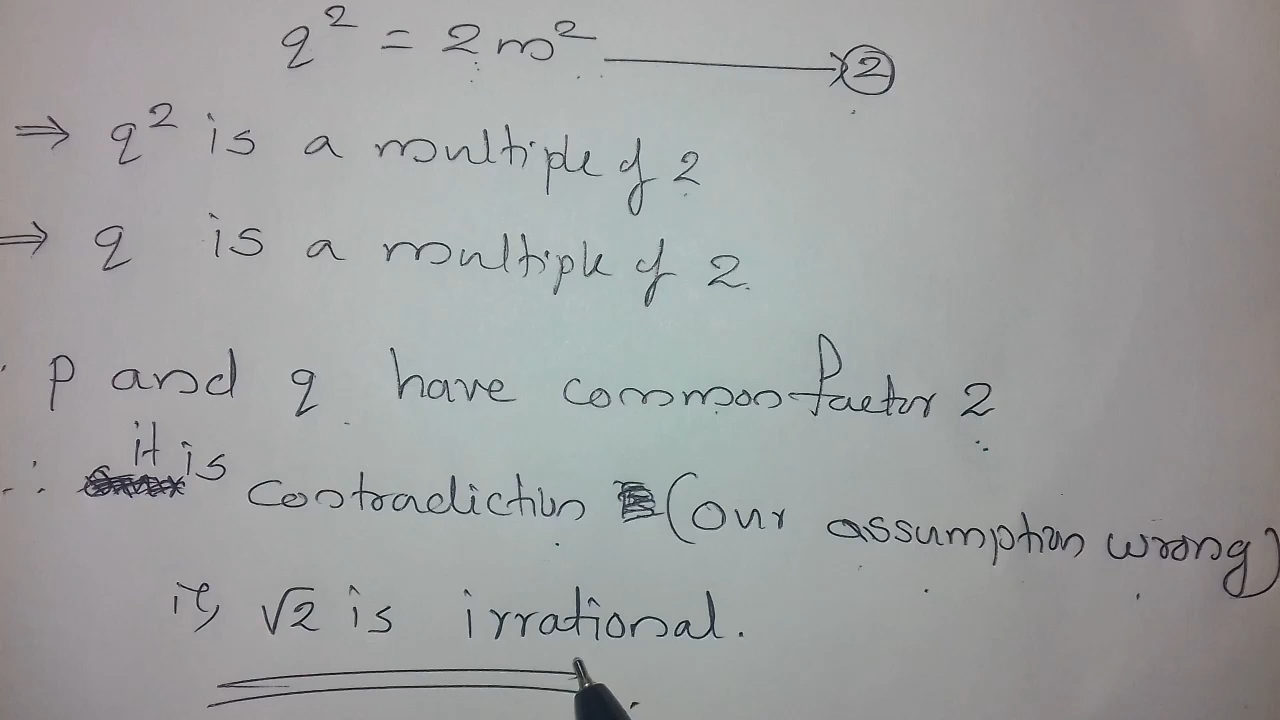 q² = 2m² ⟶ ②
⇒ q² is a multiple of 2
⇒ q is a multiple of 2.
p and q have common factor 2
∴ it is contradiction (our assumption wrong)
ie, √2 is irrational.